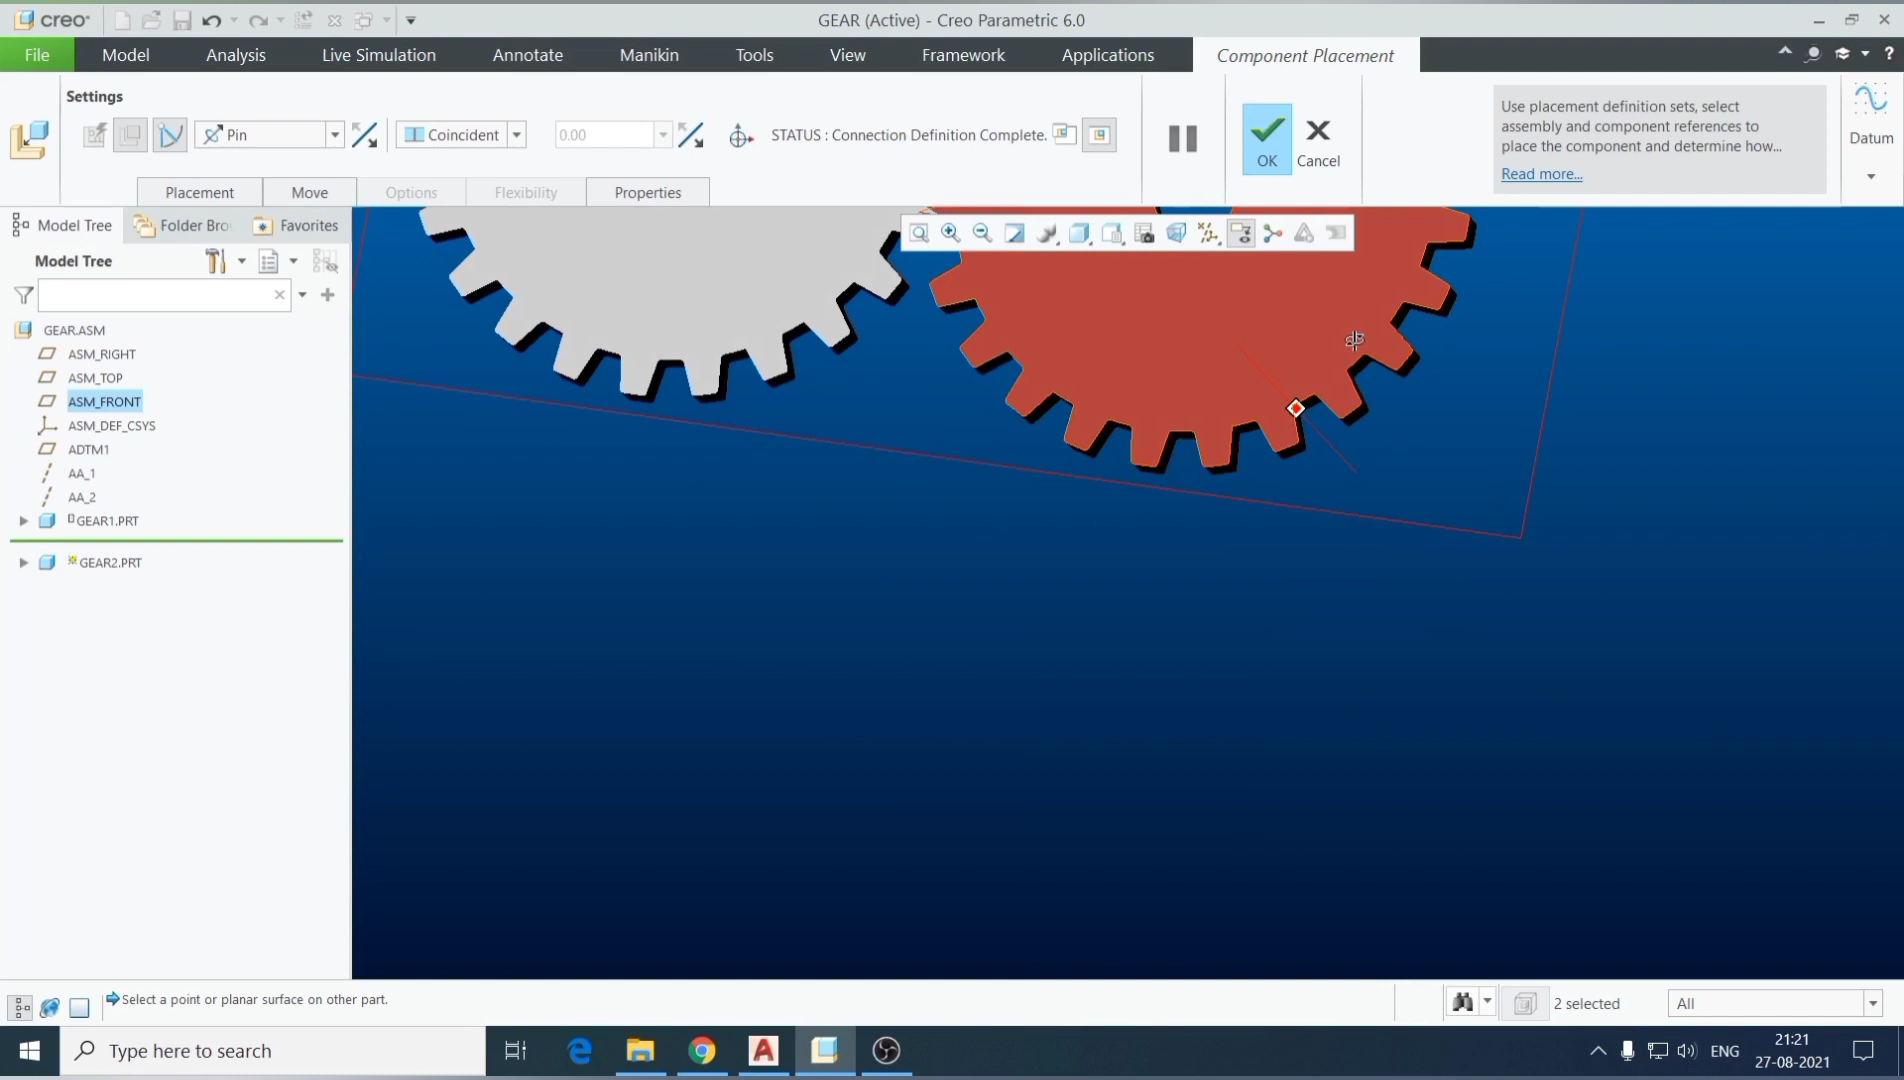 creo
GEAR (Active) - Creo Parametric 6.0
File
Model
Analysis
Live Simulation
Annotate
Manikin
Tools
View
Framework
Applications
Component Placement
?
Settings
Pin
Coincident
0.00
STATUS : Connection Definition Complete.
OK
Cancel
Use placement definition sets, select
assembly and component references to
place the component and determine how...
Read more...
Datum
Placement
Move
Options
Flexibility
Properties
Model Tree
Folder Bro
Favorites
Model Tree
GEAR.ASM
ASM_RIGHT
ASM_TOP
ASM_FRONT
ASM_DEF_CSYS
ADTM1
AA_1
AA_2
GEAR1.PRT
GEAR2.PRT
Select a point or planar surface on other part.
2 selected
All
Type here to search
ENG
21:21
27-08-2021